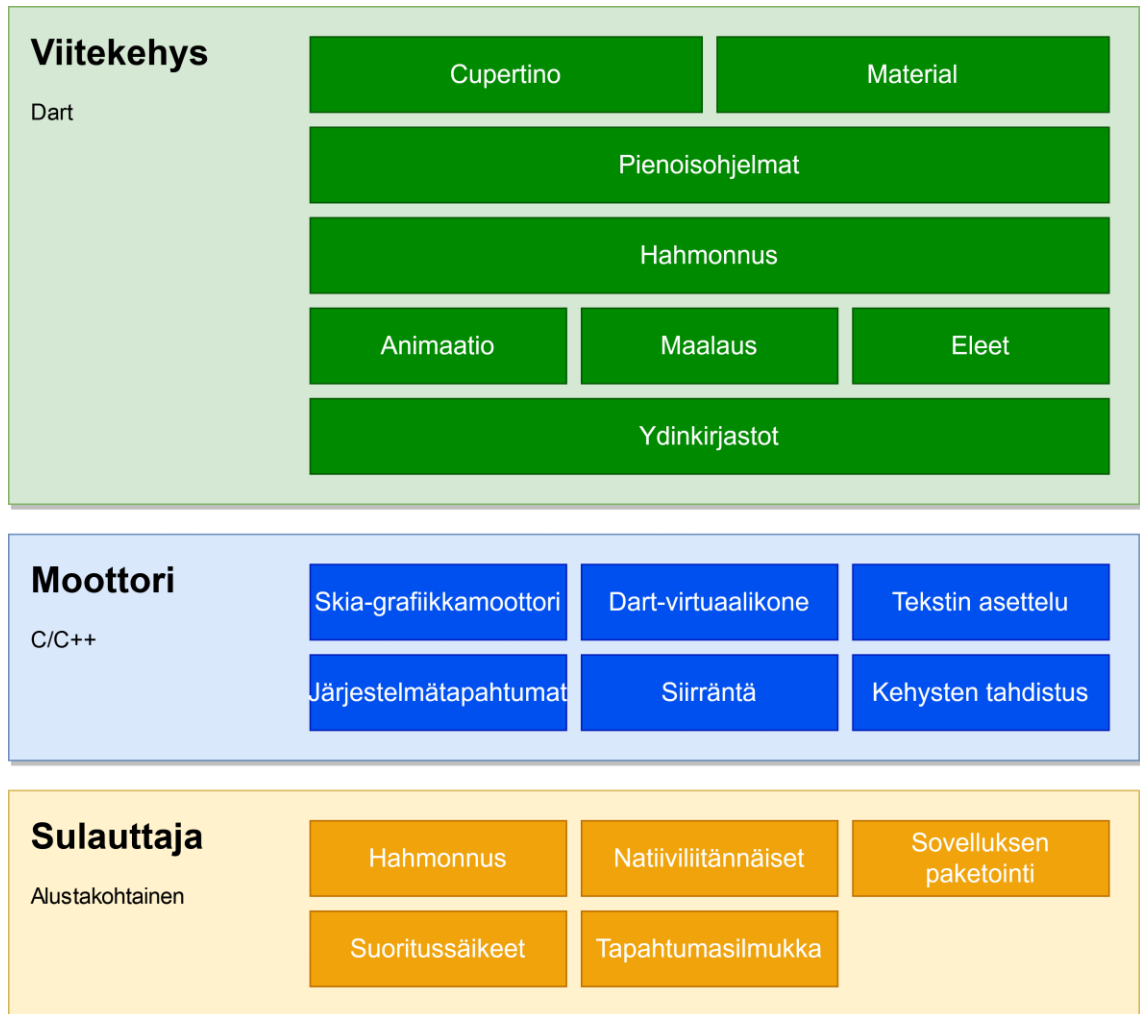 Viitekehys
Dart
Cupertino
Material
Pienoisohjelmat
Hahmonnus
Animaatio
Maalaus
Eleet
Ydinkirjastot
Moottori
C/C++
Skia-grafiikkamoottori
Dart-virtuaalikone
Tekstin asettelu
Järjestelmätapahtumat
Siirräntä
Kehysten tahdistus
Sulauttaja
Alustakohtainen
Hahmonnus
Natiiviliitännäiset
Sovelluksen
paketointi
Suoritussäikeet
Tapahtumasilmukka